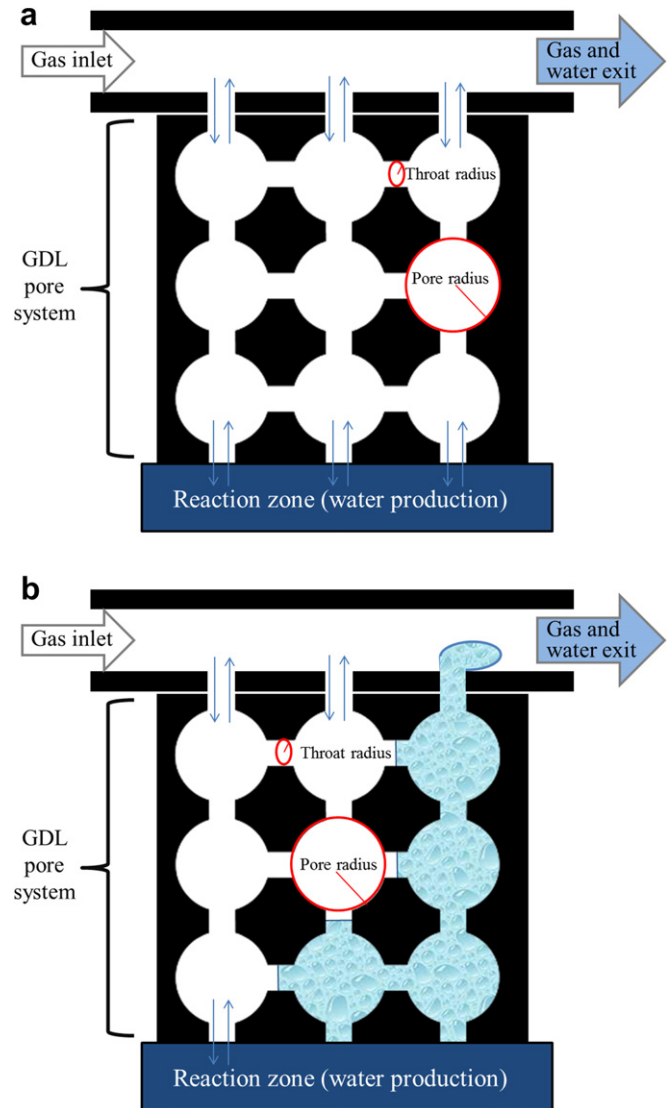 a
Gas inlet
Gas and
water exit
Throat radius
GDL
pore
system
Pore radius
Reaction zone (water production)
b
Gas inlet
Gas and
water exit
Throat radius
GDL
pore
system
Pore radius
Reaction zone (water production)